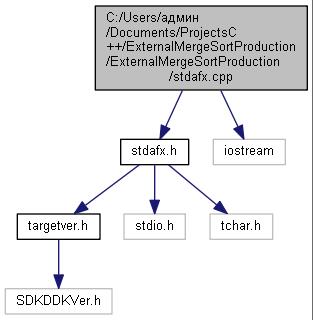 C:/Users/админ
/Documents/ProjectsC
++/ExternalMergeSortProduction
/ExternalMergeSortProduction
/stdafx.cpp
stdafx.h
iostream
targetver.h
stdio.h
tchar.h
SDKDDKVer.h